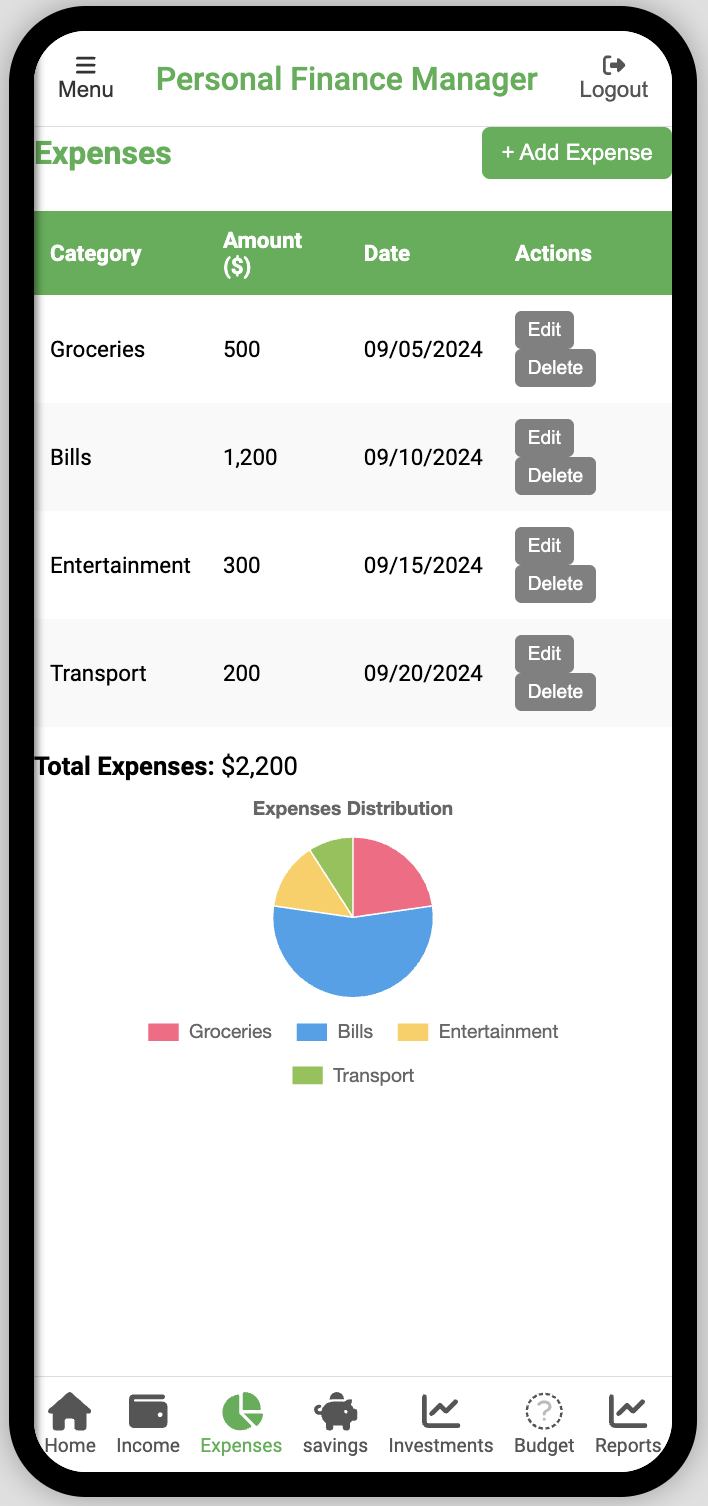 Menu
Personal Finance Manager
Logout
Expenses
+ Add Expense
Category Amount ($) Date Actions
Groceries 500 09/05/2024 Edit Delete
Bills 1,200 09/10/2024 Edit Delete
Entertainment 300 09/15/2024 Edit Delete
Transport 200 09/20/2024 Edit Delete
Total Expenses: $2,200
Expenses Distribution
Groceries Bills Entertainment
Transport
?
Home Income Expenses savings Investments Budget Reports